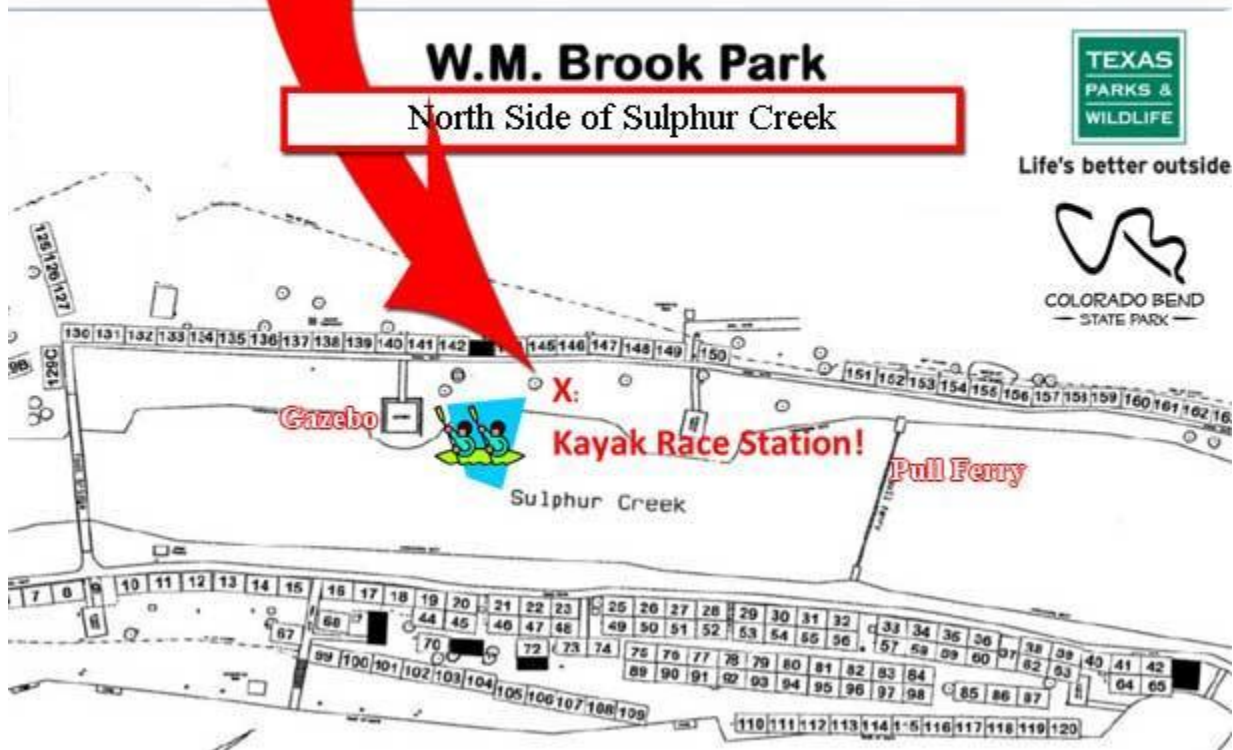 W.M. Brook Park
North Side of Sulphur Creek
TEXAS
PARKS &
WILDLIFE
Life's better outside
COLORADO BEND
STATE PARK
125 126 127
130 131 132 133 134 135 136 137 138 139 140 141 142 145 146 147 148 149 150
129C
151 152 153 154 155 156 157 158 159 160 161 162
X:
Gazebo
Kayak Race Station!
Pull Ferry
Sulphur Creek
7 8 9 10 11 12 13 14 15 16 17 18 19 20 21 22 23 25 26 27 28 29 30 31 32 33 34 35 36 38 39 40 41 42
67 68 44 45 46 47 48 49 50 51 52 53 54 55 56 57 59 60 62 63 64 65
70 72 73 74 75 76 77 78 79 80 81 82 83 84
99 100 101 102 103 104 105 106 107 108 109
89 90 91 92 93 94 95 96 97 98 85 86 87
110 111 112 113 114 115 116 117 118 119 120